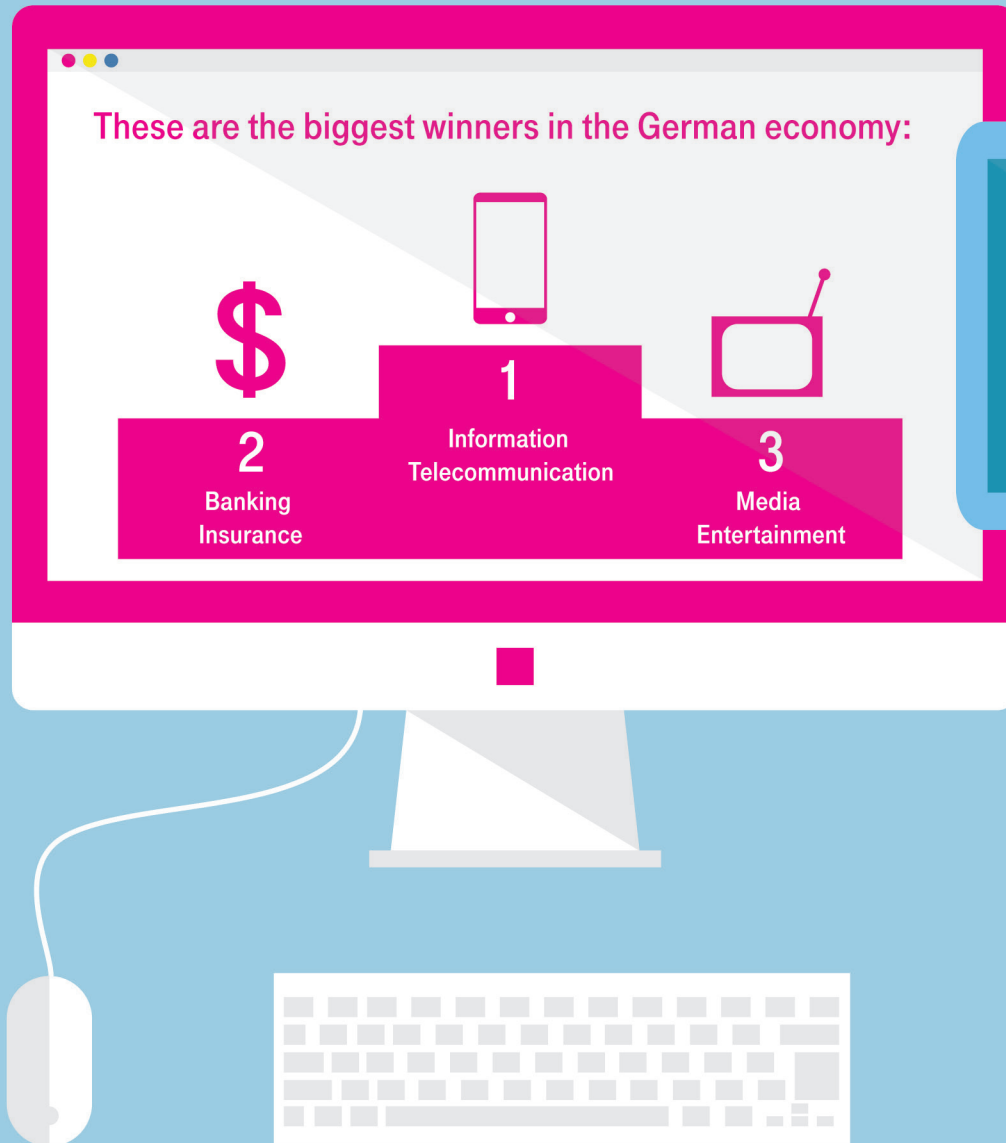 These are the biggest winners in the German economy:
1
Information
Telecommunication
2
Banking
Insurance
3
Media
Entertainment